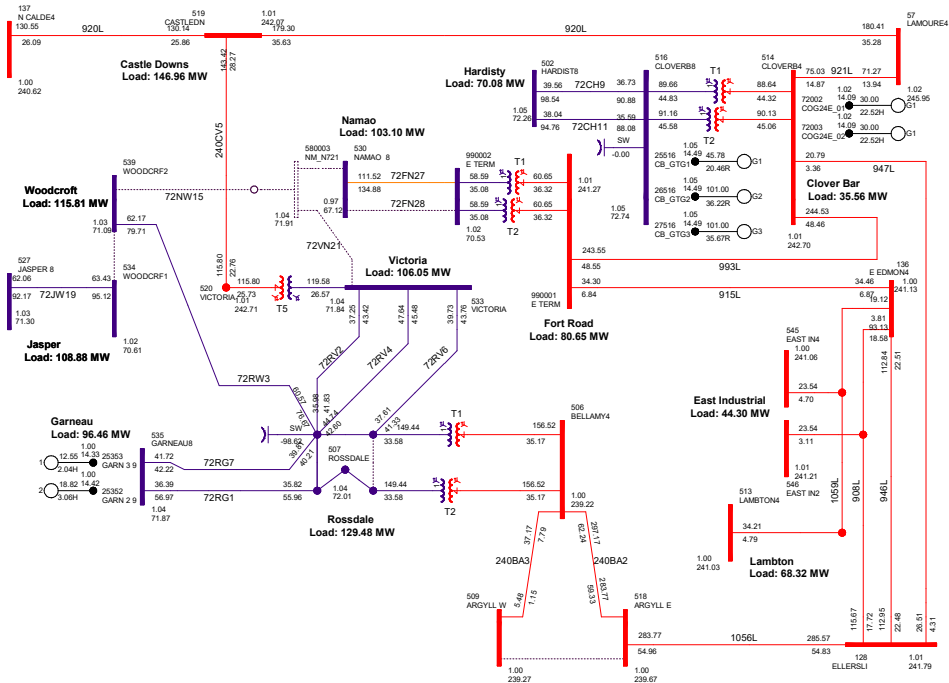 137
N CALDE4
130.55
26.09
920L
1.00
240.62
519
CASTLEDN
130.14
25.86
1.01
242.07
179.30
35.63
920L
180.41
35.28
57
LAMOURE4
Castle Downs
Load: 146.96 MW
143.42
28.27
240CV5
Hardisty
Load: 70.08 MW
502
HARDIST8
39.56
98.54
72CH9
36.73
90.88
1.05
72.26
38.04
94.76
72CH11
35.59
88.08
SW
-0.00
516
CLOVERB8
89.66
44.83
T1
88.64
44.32
91.16
45.58
T2
90.13
45.06
514
CLOVERB4
75.03
14.87
921L
71.27
13.94
1.02
245.95
72002
COG24E_01
1.02
14.09
30.00
22.52H
G1
72003
COG24E_02
1.02
14.09
30.00
22.52H
G1
25516
CB_GTG1
1.05
14.49
45.78
20.46R
G1
26516
CB_GTG2
1.05
14.49
101.00
36.22R
G2
27516
CB_GTG3
1.05
14.49
101.00
35.67R
G3
1.05
72.74
20.79
3.36
947L
Clover Bar
Load: 35.56 MW
244.53
48.46
1.01
242.70
Namao
Load: 103.10 MW
580003
NM_N721
530
NAMAO 8
111.52
134.88
72FN27
72FN28
0.97
67.12
1.04
71.91
990002
E TERM
58.59
35.08
T1
60.65
36.32
58.59
35.08
T2
60.65
36.32
1.02
70.53
1.01
241.27
539
WOODCRF2
Woodcroft
Load: 115.81 MW
72NW15
1.03
71.09
62.17
79.71
72VN21
527
JASPER 8
62.06
92.17
72JW19
63.43
95.12
534
WOODCRF1
1.03
71.30
1.02
70.61
Jasper
Load: 108.88 MW
115.80
22.76
520
VICTORIA
115.80
25.73
1.01
242.71
T5
119.58
26.57
Victoria
Load: 106.05 MW
1.04
71.84
533
VICTORIA
37.25
43.42
47.64
45.48
39.73
43.76
72RV2
72RV4
72RV6
72RW3
243.55
48.55
993L
34.30
6.84
915L
34.46
6.87
990001
E TERM
Fort Road
Load: 80.65 MW
136
E EDMON4
1.00
241.13
19.12
3.81
93.13
18.58
112.84
22.51
545
EAST IN4
1.00
241.06
23.54
4.70
East Industrial
Load: 44.30 MW
23.54
3.11
1.01
241.21
546
EAST IN2
Garneau
Load: 96.46 MW
535
GARNEAU8
1
12.55
2.04H
1.00
14.33
25353
GARN 3 9
2
18.82
3.06H
1.00
14.42
25352
GARN 2 9
41.72
42.22
72RG7
36.39
56.97
72RG1
1.04
71.87
60.57
76.67
35.98
41.83
44.74
42.60
37.61
41.33
39.81
40.21
SW
-98.62
35.82
55.96
507
ROSSDALE
1.04
72.01
149.44
33.58
T1
156.52
35.17
149.44
33.58
T2
156.52
35.17
Rossdale
Load: 129.48 MW
506
BELLAMY4
1.00
239.22
37.17
7.79
297.17
62.24
240BA3
240BA2
5.48
1.15
283.77
59.33
509
ARGYLL W
518
ARGYLL E
1.00
239.27
1.00
239.67
283.77
54.96
1056L
285.57
54.83
513
LAMBTON4
34.21
4.79
1.00
241.03
Lambton
Load: 68.32 MW
1059L
908L
946L
115.67
17.72
112.95
22.48
26.51
4.31
128
ELLERSLI
1.01
241.79